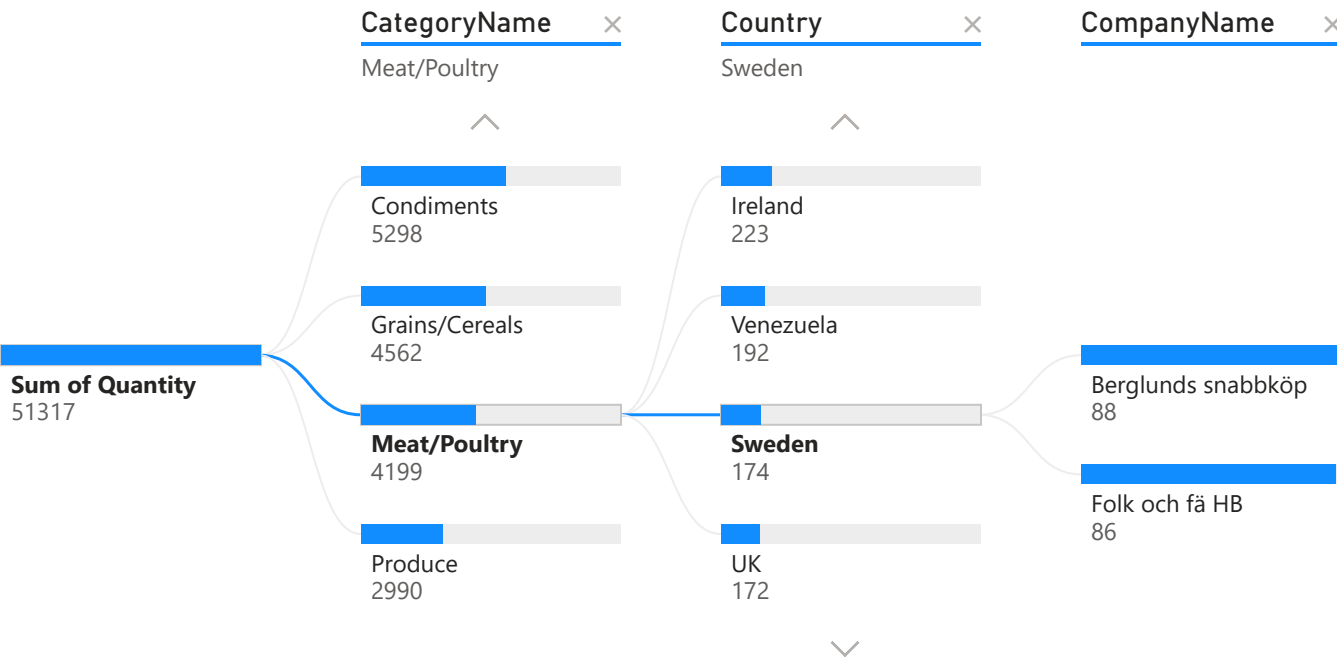 CategoryName
Meat/Poultry
Country
Sweden
CompanyName
Sum of Quantity
51317
Condiments
5298
Grains/Cereals
4562
Meat/Poultry
4199
Produce
2990
Ireland
223
Venezuela
192
Sweden
174
UK
172
Berglunds snabbköp
88
Folk och fä HB
86